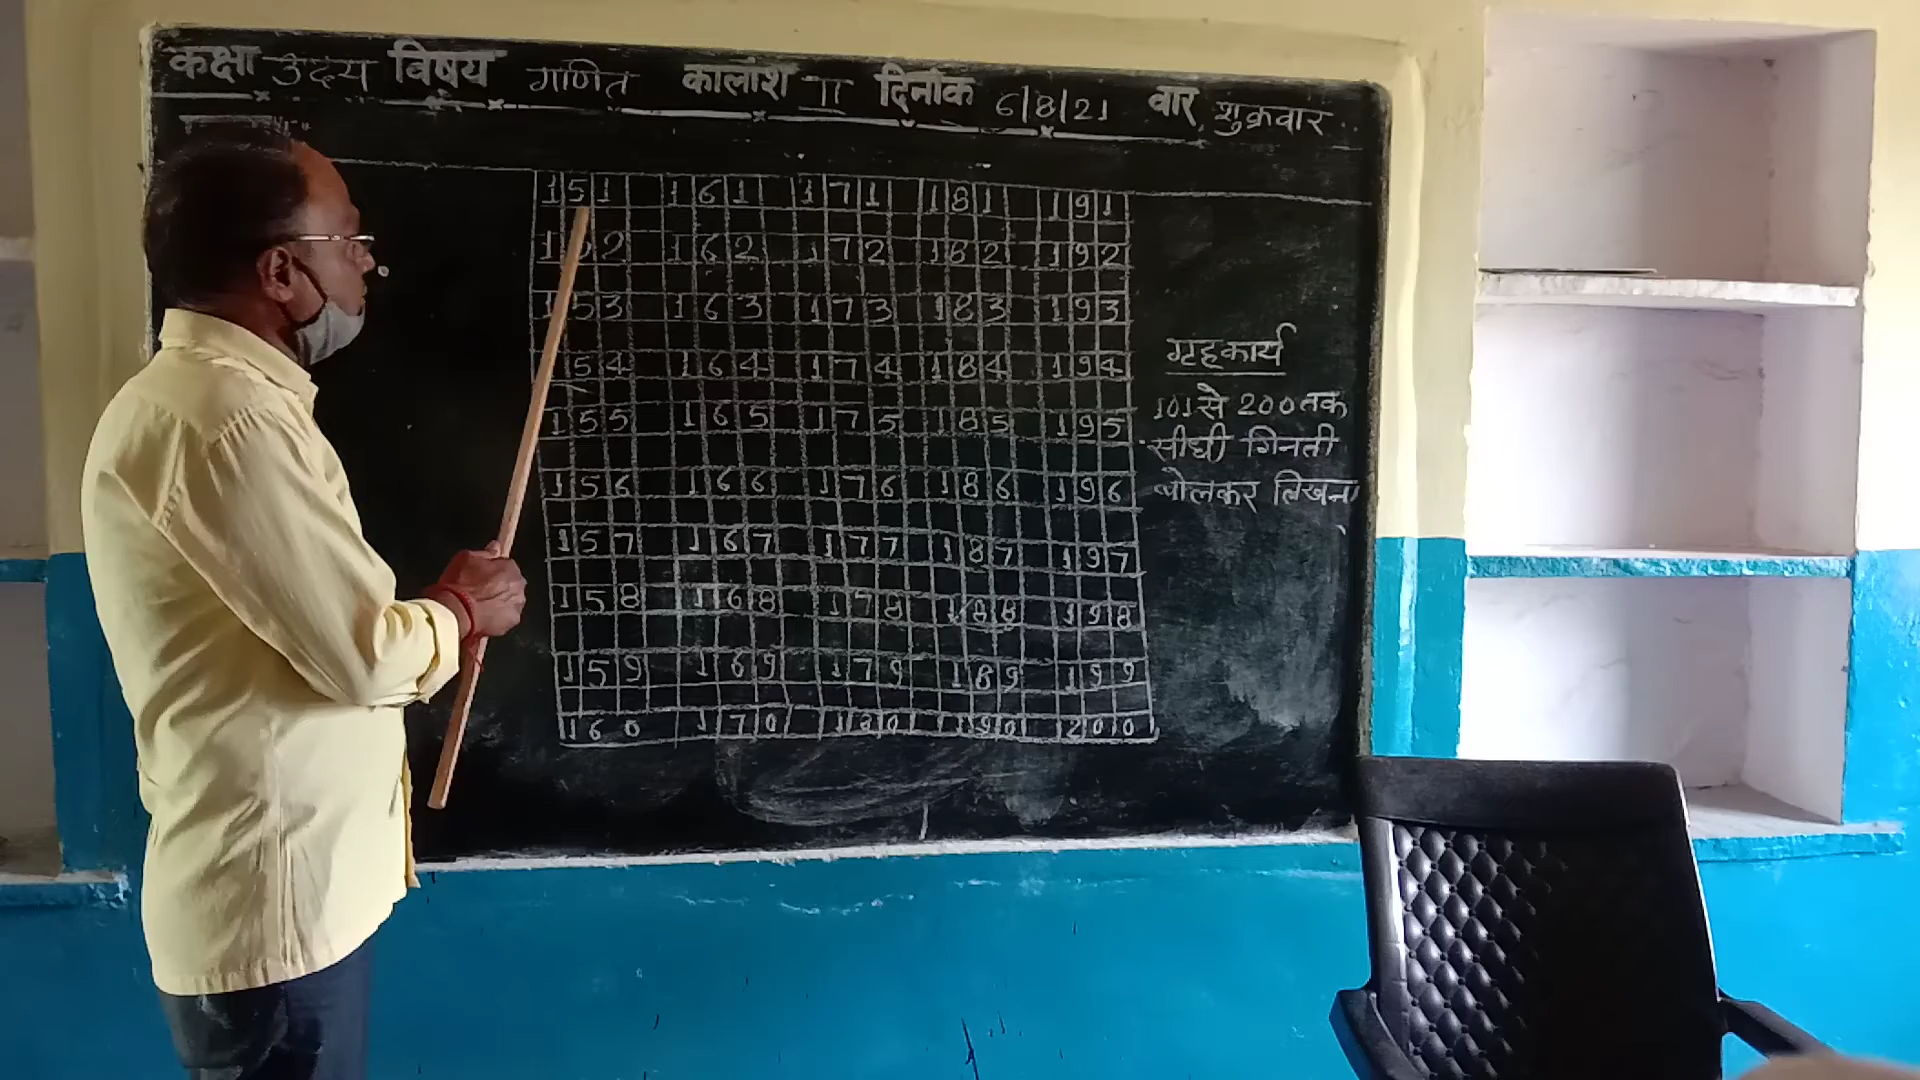 कक्षा उदय विषय गणित कालांश II दिनांक 6/8/21 वार शुक्रवार
151 161 171 181 191
152 162 172 182 192
153 163 173 183 193
154 164 174 184 194
155 165 175 185 195
156 166 176 186 196
157 167 177 187 197
158 168 178 188 198
159 169 179 189 199
160 170 180 190 200
गृहकार्य
101 से 200 तक
सीधी गिनती
बोलकर लिखना